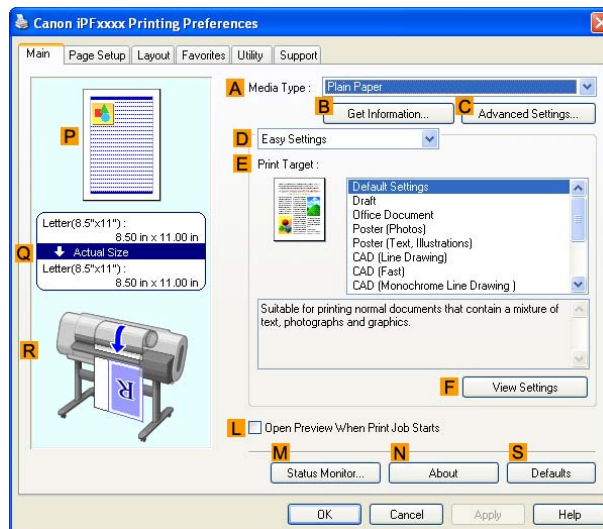 Canon iPFxxxx Printing Preferences
Main Page Setup Layout Favorites Utility Support
A Media Type : Plain Paper
B Get Information... C Advanced Settings...
D Easy Settings
E Print Target :
Default Settings
Draft
Office Document
Poster (Photos)
Poster (Text, Illustrations)
CAD (Line Drawing)
CAD (Fast)
CAD (Monochrome Line Drawing )
Suitable for printing normal documents that contain a mixture of
text, photographs and graphics.
F View Settings
P
Letter(8.5"x11") :
8.50 in x 11.00 in
Q Actual Size
Letter(8.5"x11") :
8.50 in x 11.00 in
R
R
L Open Preview When Print Job Starts
M Status Monitor... N About S Defaults
OK Cancel Apply Help